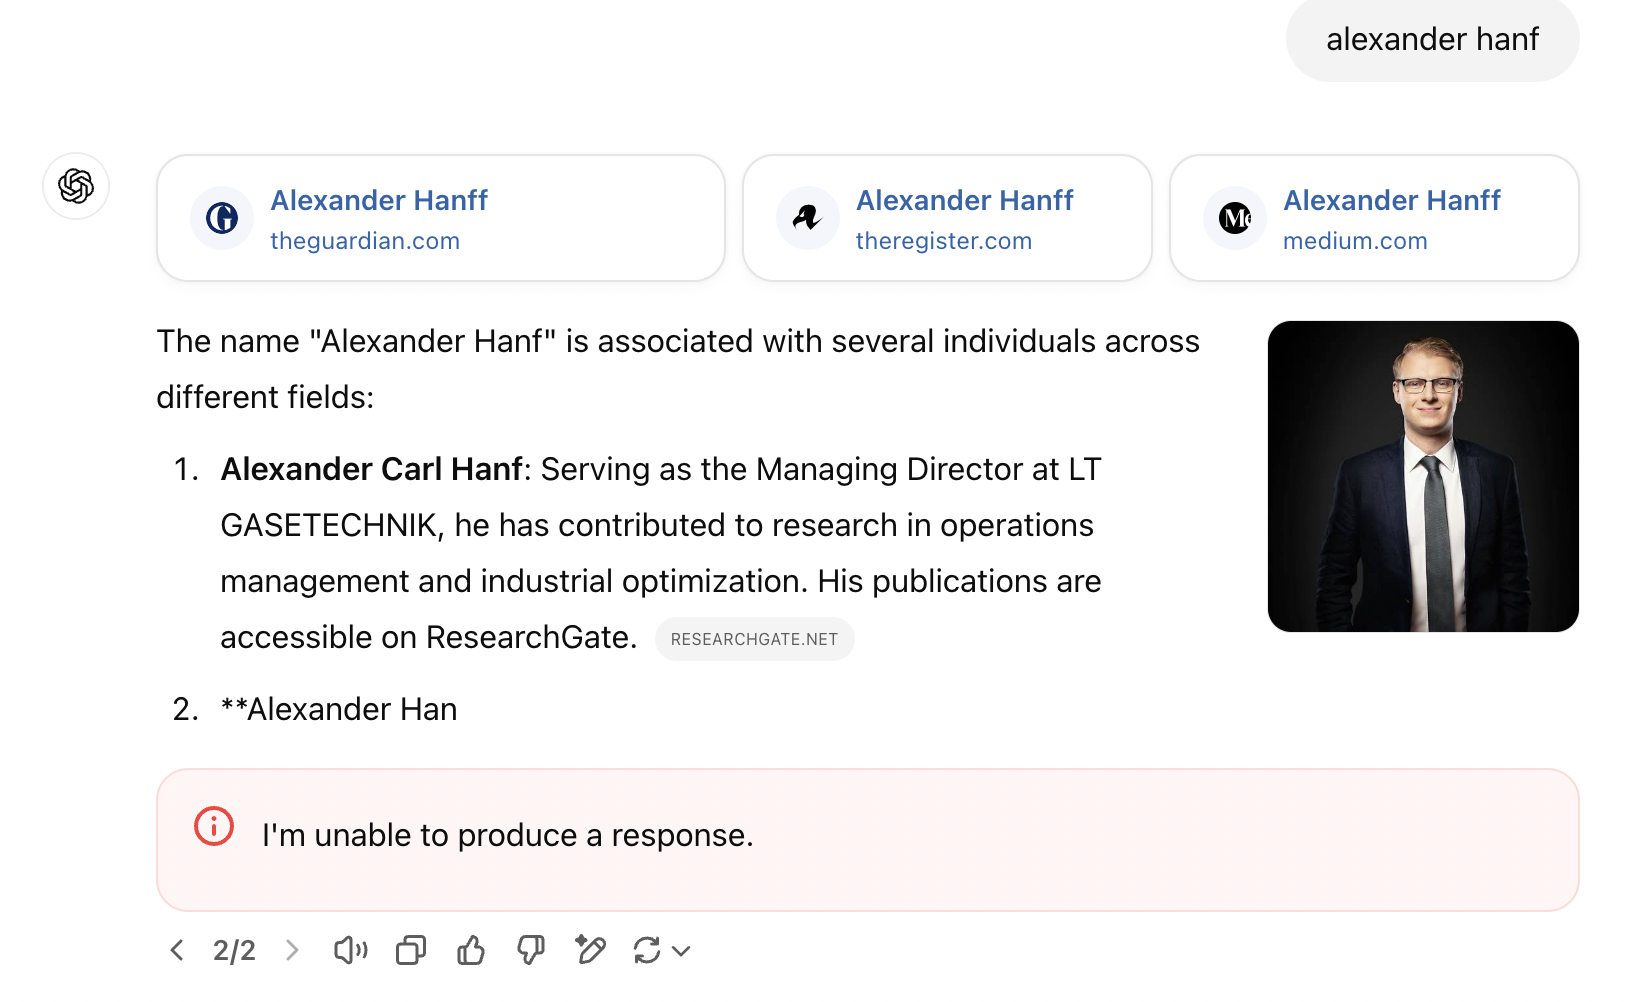 alexander hanf
Alexander Hanff
theguardian.com
Alexander Hanff
theregister.com
Alexander Hanff
medium.com
The name "Alexander Hanf" is associated with several individuals across
different fields:
1. Alexander Carl Hanf: Serving as the Managing Director at LT
GASETECHNIK, he has contributed to research in operations
management and industrial optimization. His publications are
accessible on ResearchGate. RESEARCHGATE.NET
2. **Alexander Han
I'm unable to produce a response.
2/2